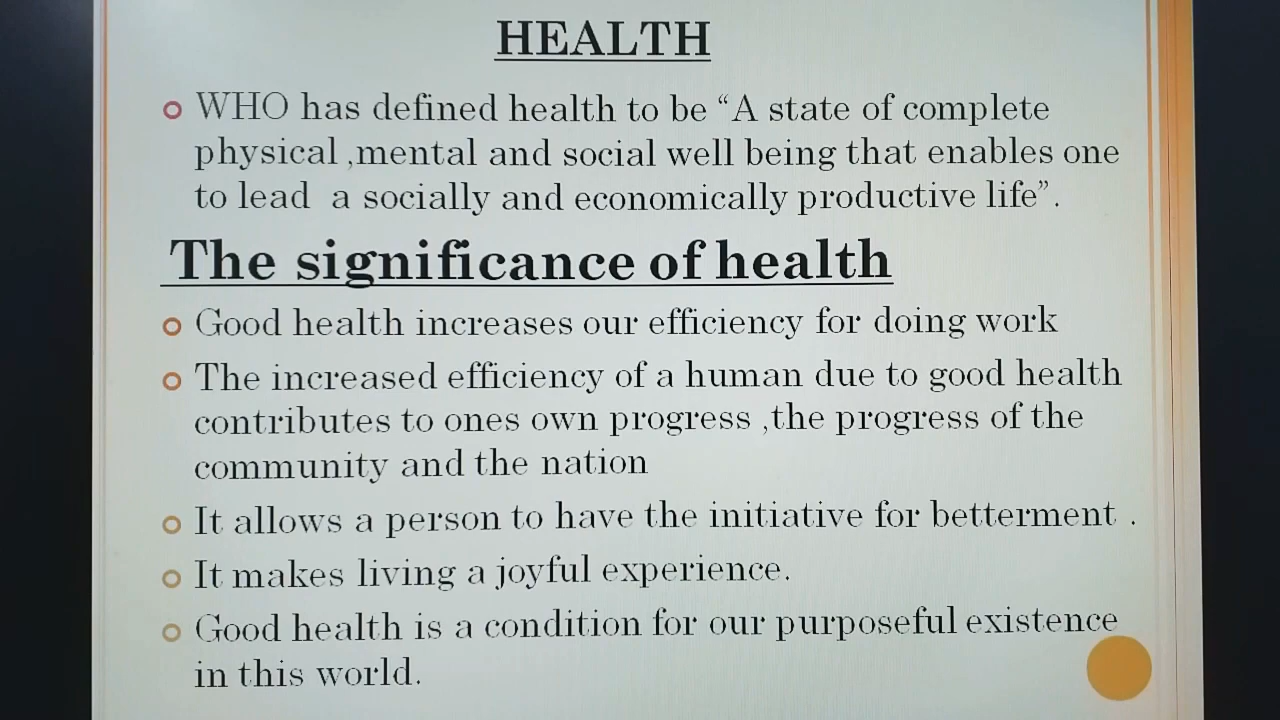 HEALTH
WHO has defined health to be “A state of complete
physical ,mental and social well being that enables one
to lead  a socially and economically productive life”.
The significance of health
Good health increases our efficiency for doing work
The increased efficiency of a human due to good health
contributes to ones own progress ,the progress of the
community and the nation
It allows a person to have the initiative for betterment .
It makes living a joyful experience.
Good health is a condition for our purposeful existence
in this world.